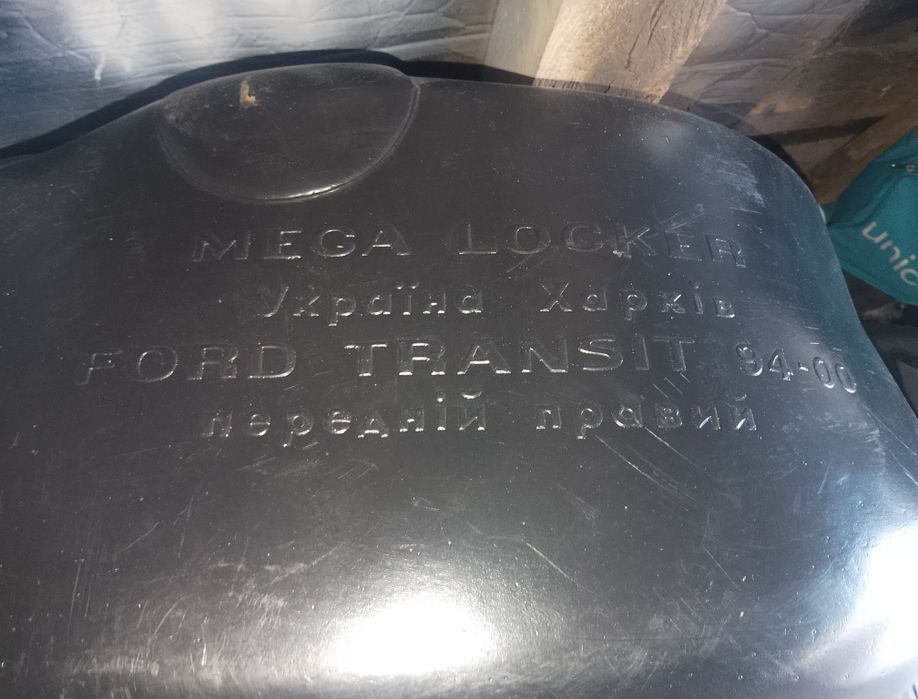 MEGA LOCKER
Україна Харків
FORD TRANSIT 94-00
передній правий